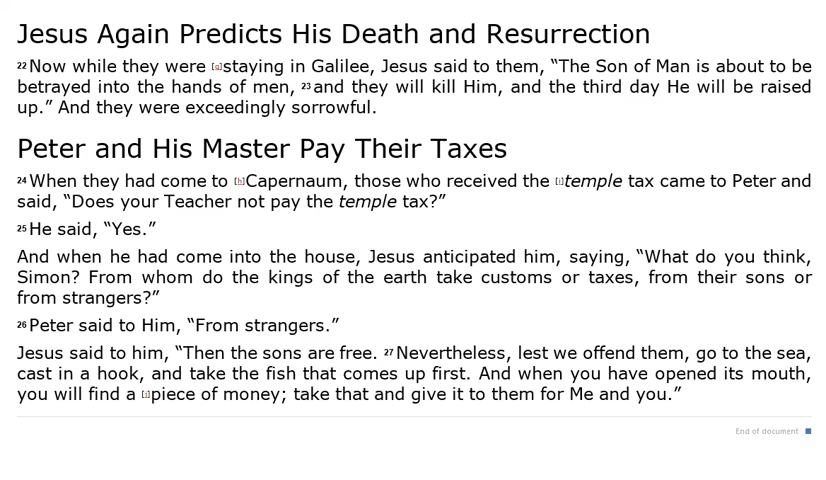 Jesus Again Predicts His Death and Resurrection
22 Now while they were [g]staying in Galilee, Jesus said to them, “The Son of Man is about to be
betrayed into the hands of men, 23 and they will kill Him, and the third day He will be raised
up.” And they were exceedingly sorrowful.
Peter and His Master Pay Their Taxes
24 When they had come to [h]Capernaum, those who received the [i]temple tax came to Peter and
said, “Does your Teacher not pay the temple tax?”
25 He said, “Yes.”
And when he had come into the house, Jesus anticipated him, saying, “What do you think,
Simon? From whom do the kings of the earth take customs or taxes, from their sons or
from strangers?”
26 Peter said to Him, “From strangers.”
Jesus said to him, “Then the sons are free. 27 Nevertheless, lest we offend them, go to the sea,
cast in a hook, and take the fish that comes up first. And when you have opened its mouth,
you will find a [j]piece of money; take that and give it to them for Me and you.”
End of document